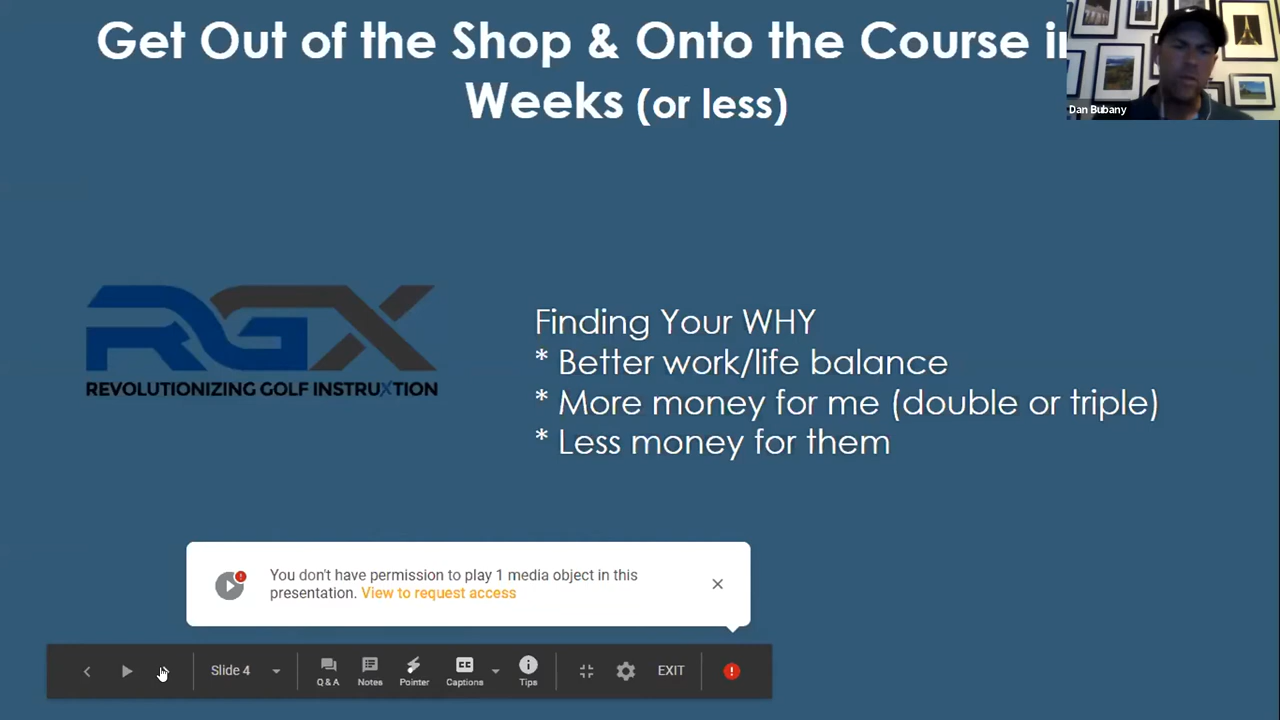 Get Out of the Shop & Onto the Course
Weeks (or less)
Dan Bubany
RGX
REVOLUTIONIZING GOLF INSTRUXTION
Finding Your WHY
* Better work/life balance
* More money for me (double or triple)
* Less money for them
You don't have permission to play 1 media object in this
presentation. View to request access
Slide 4
Q & A
Notes
Pointer
CC
Captions
Tips
EXIT